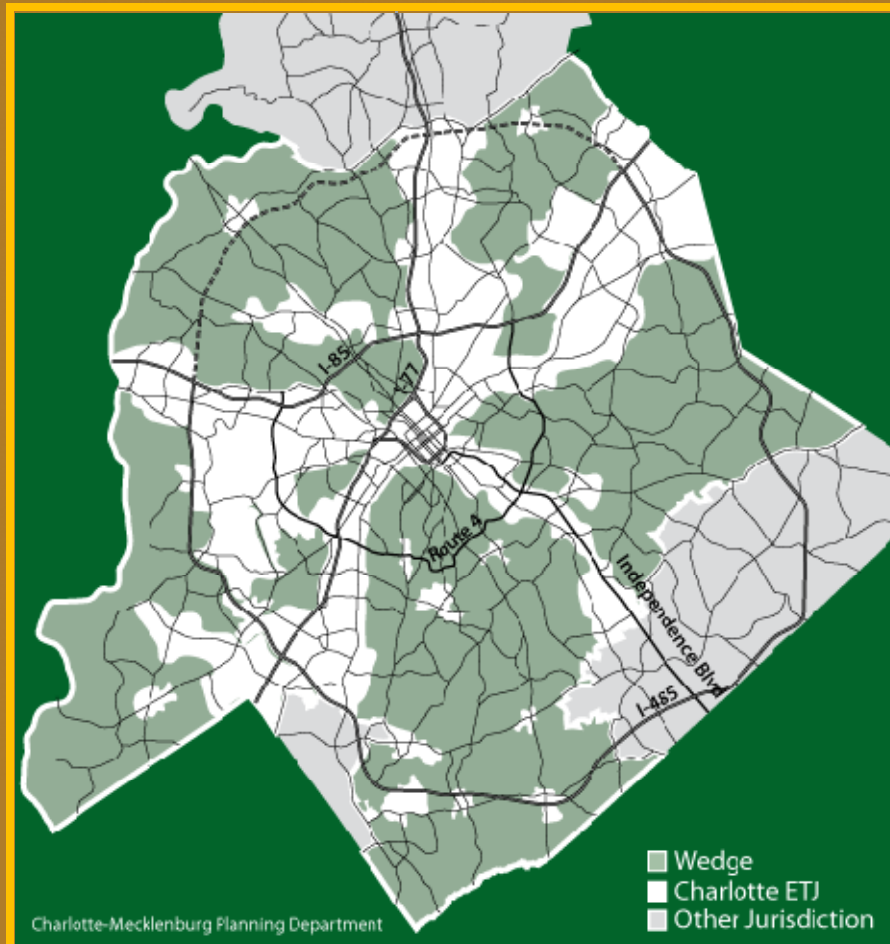 I-85
I-77
Route 4
Independence Blvd
I-485
Wedge
Charlotte ETJ
Other Jurisdiction
Charlotte-Mecklenburg Planning Department